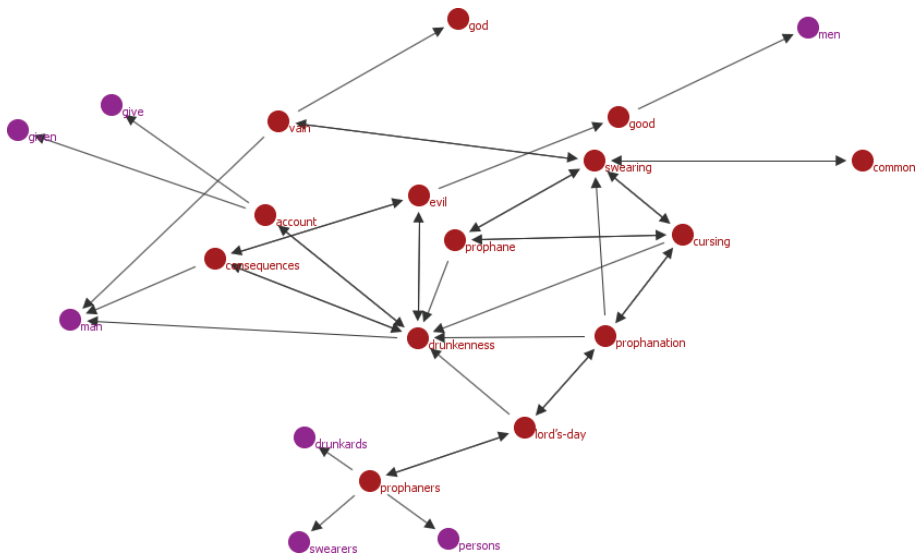 god
men
give
vain
good
given
swearing
common
evil
account
prophane
cursing
consequences
man
drunkenness
prophanation
lord's-day
drunkards
prophaners
swearers
persons